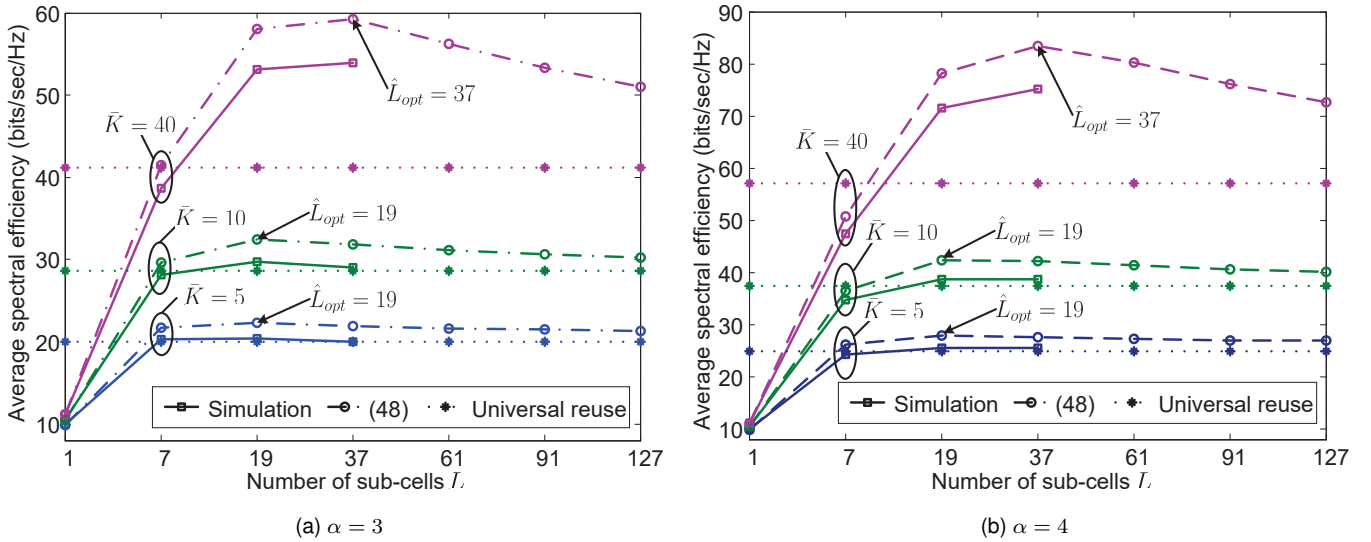 Average spectral efficiency (bits/sec/Hz)
60
50
40
30
20
10
1 7 19 37 61 91 127
Number of sub-cells L
K̄ = 40
K̄ = 10
K̄ = 5
L̂opt = 37
L̂opt = 19
L̂opt = 19
Simulation (48) Universal reuse
(a) α = 3
Average spectral efficiency (bits/sec/Hz)
90
80
70
60
50
40
30
20
10
1 7 19 37 61 91 127
Number of sub-cells L
K̄ = 40
K̄ = 10
K̄ = 5
L̂opt = 37
L̂opt = 19
L̂opt = 19
Simulation (48) Universal reuse
(b) α = 4